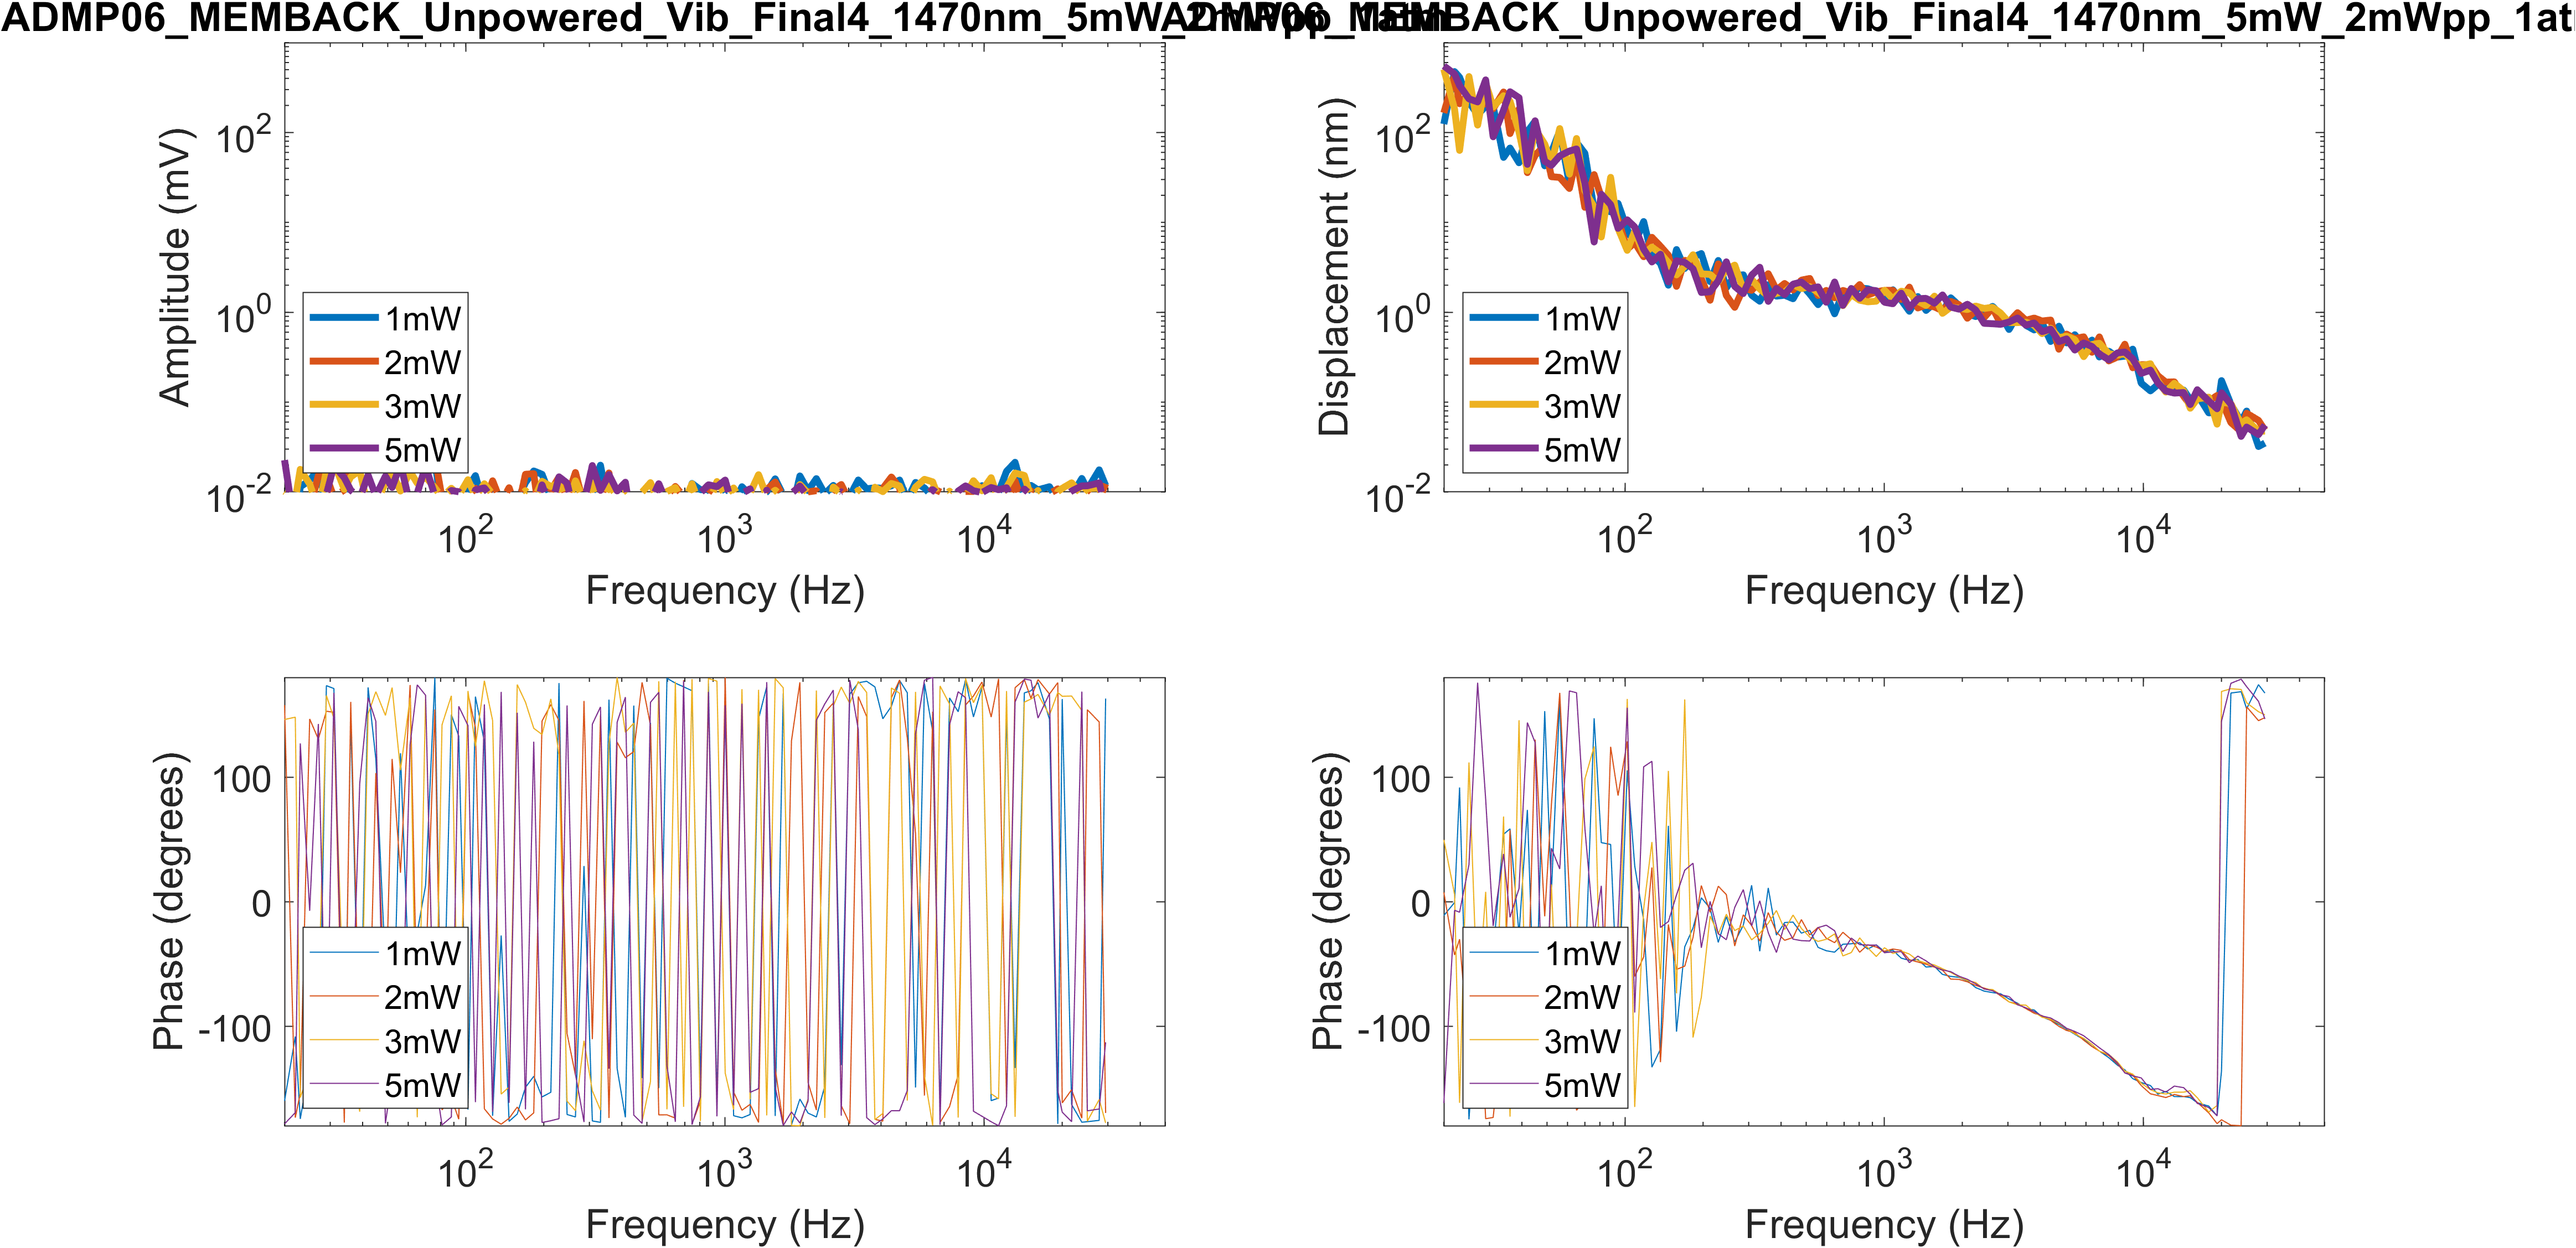 ADMP06_MEMBACK_Unpowered_Vib_Final4_1470nm_5mW_2mWpp_1atm
ADMP06_MEMBACK_Unpowered_Vib_Final4_1470nm_5mW_2mWpp_1at
Amplitude (mV)
10^2
10^0
10^-2
1mW
2mW
3mW
5mW
10^2 10^3 10^4
Frequency (Hz)
Displacement (nm)
10^2
10^0
10^-2
1mW
2mW
3mW
5mW
10^2 10^3 10^4
Frequency (Hz)
Phase (degrees)
100
0
-100
1mW
2mW
3mW
5mW
10^2 10^3 10^4
Frequency (Hz)
Phase (degrees)
100
0
-100
1mW
2mW
3mW
5mW
10^2 10^3 10^4
Frequency (Hz)